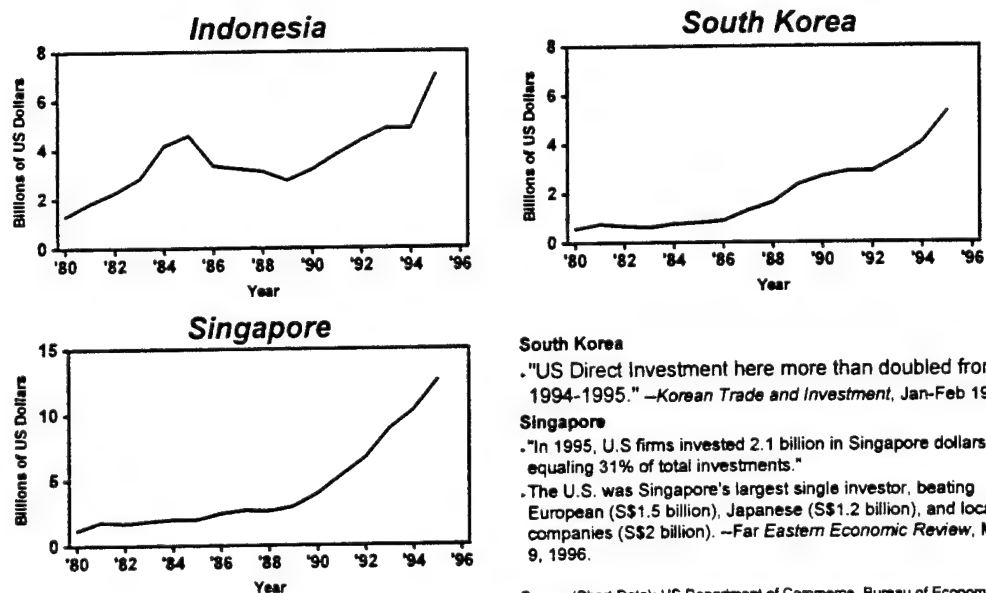 Indonesia
8
6
4
2
0
Billions of US Dollars
'80 '82 '84 '86 '88 '90 '92 '94 '96
Year
South Korea
8
6
4
2
0
Billions of US Dollars
'80 '82 '84 '86 '88 '90 '92 '94 '96
Year
Singapore
15
10
5
0
Billions of US Dollars
'80 '82 '84 '86 '88 '90 '92 '94 '96
Year
South Korea
."US Direct Investment here more than doubled from
1994-1995." –Korean Trade and Investment, Jan-Feb 19
Singapore
."In 1995, U.S firms invested 2.1 billion in Singapore dollars
equaling 31% of total investments."
.The U.S. was Singapore's largest single investor, beating
European (S$1.5 billion), Japanese (S$1.2 billion), and loca
companies (S$2 billion). –Far Eastern Economic Review, M
9, 1996.
(Chart Data): US Department of Commerce, Bureau of Econom